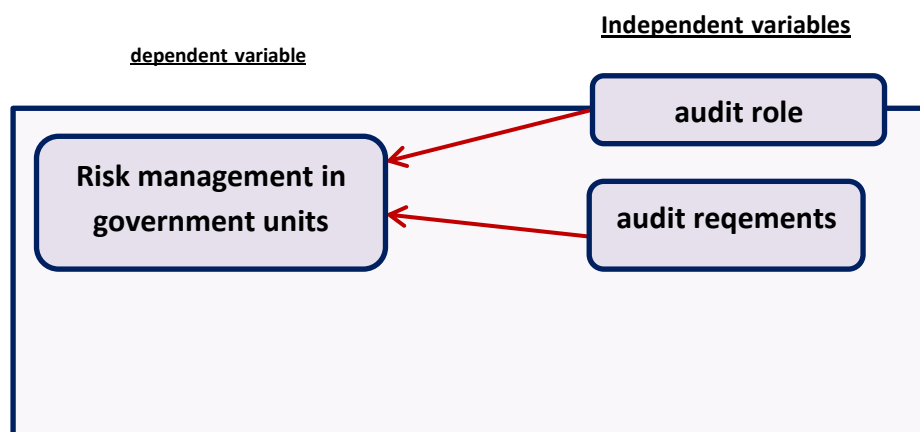 Independent variables
dependent variable
audit role
Risk management in
government units
audit reqements